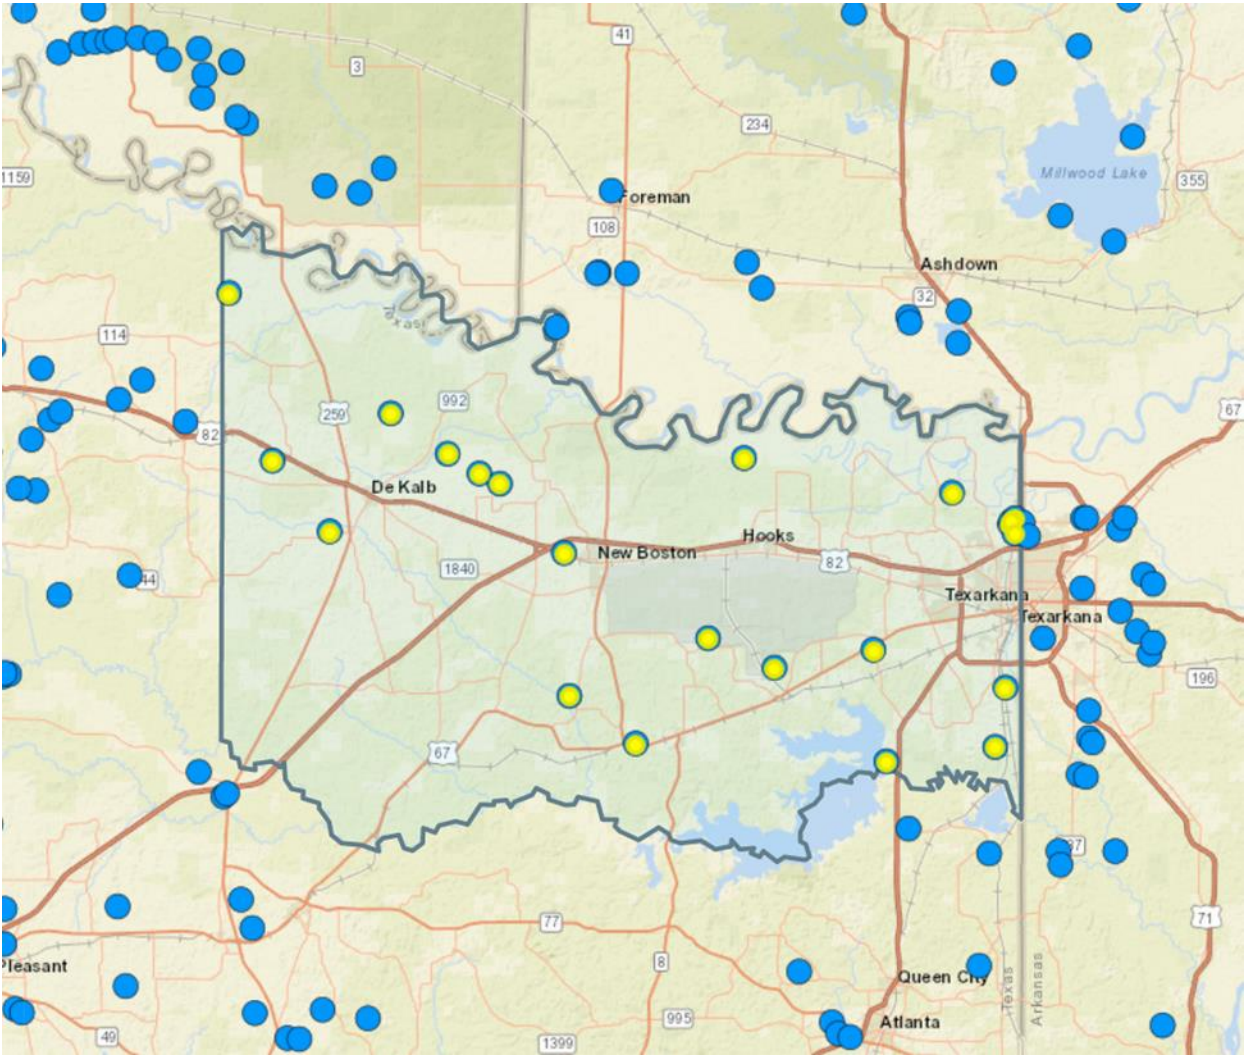 41
3
234
1159
Millwood Lake
355
Foreman
108
Ashdown
32
Texas
114
259
992
67
82
De Kalb
Hooks
New Boston
82
1840
44
Texarkana
Texarkana
196
67
37
77
71
8
Pleasant
Queen City
Texas
Arkansas
995
Atlanta
49
1399